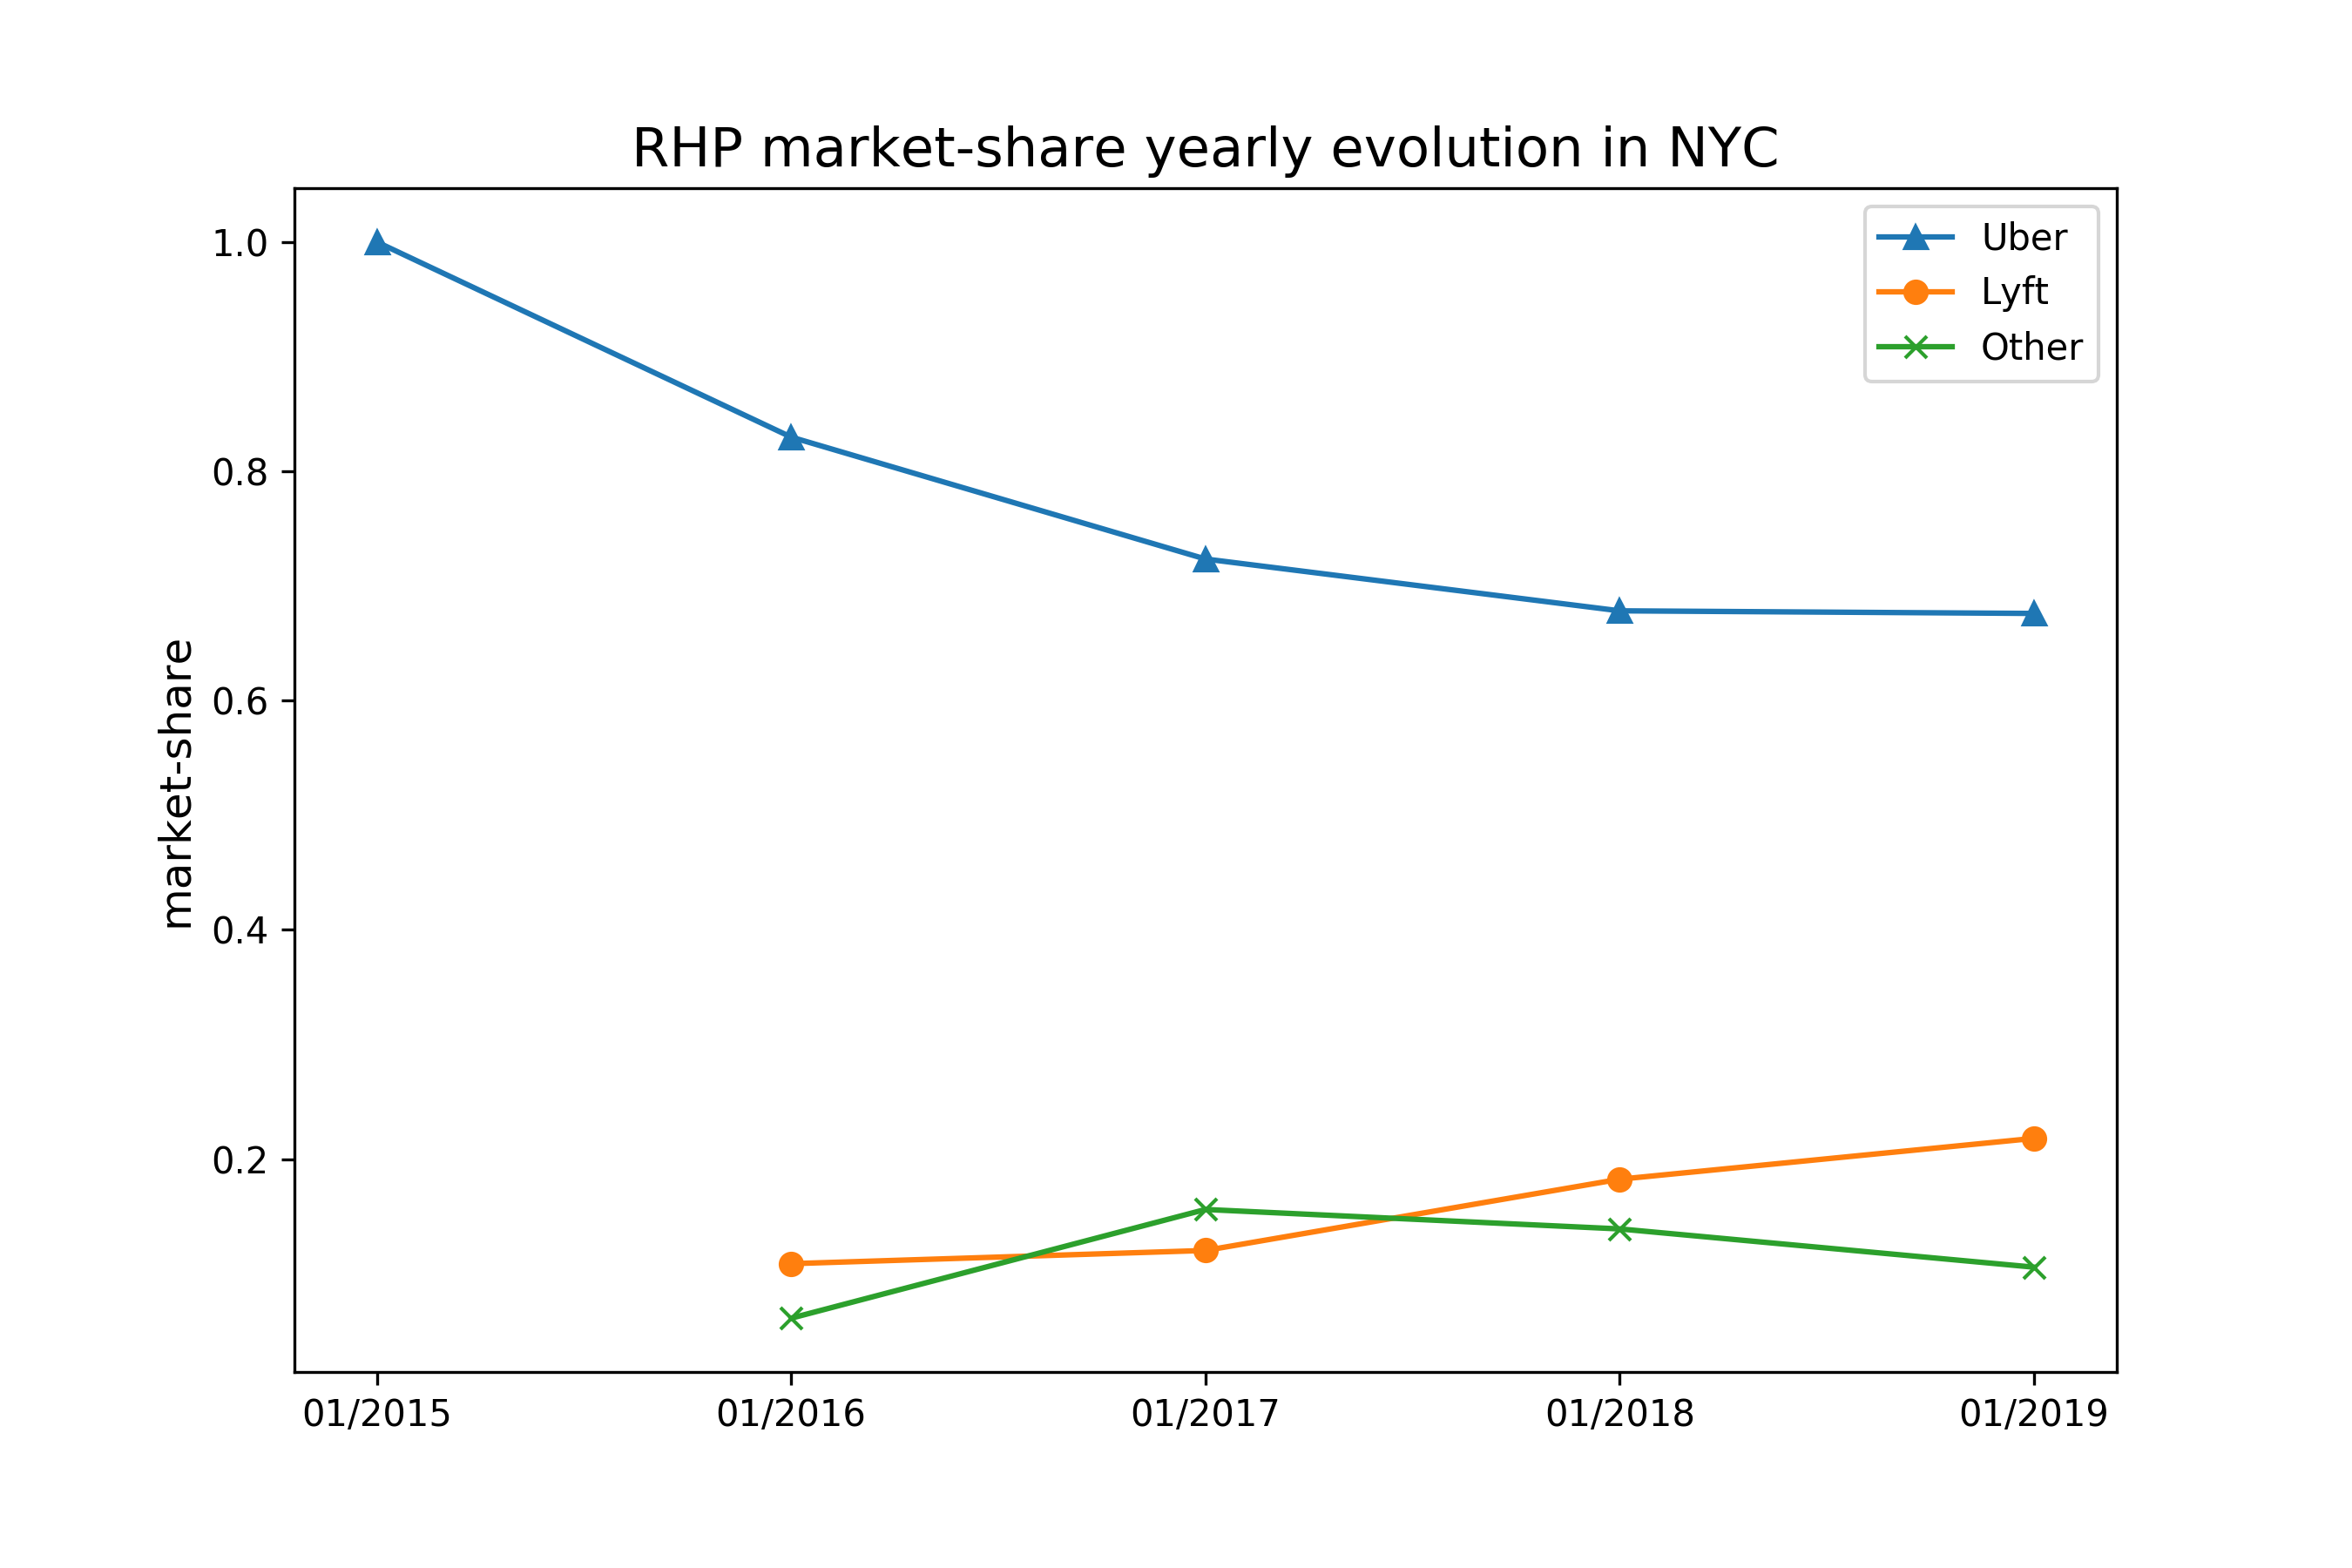 RHP market-share yearly evolution in NYC
Uber
Lyft
Other
market-share
1.0
0.8
0.6
0.4
0.2
01/2015 01/2016 01/2017 01/2018 01/2019